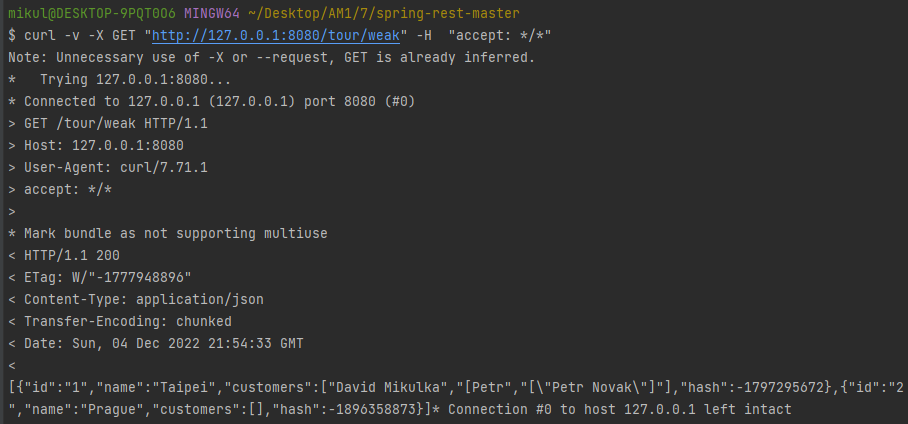 mikul@DESKTOP-9PQT0O6 MINGW64 ~/Desktop/AM1/7/spring-rest-master
$ curl -v -X GET "http://127.0.0.1:8080/tour/weak" -H  "accept: */*"
Note: Unnecessary use of -X or --request, GET is already inferred.
*   Trying 127.0.0.1:8080...
* Connected to 127.0.0.1 (127.0.0.1) port 8080 (#0)
> GET /tour/weak HTTP/1.1
> Host: 127.0.0.1:8080
> User-Agent: curl/7.71.1
> accept: */*
>
* Mark bundle as not supporting multiuse
< HTTP/1.1 200
< ETag: W/"-1777948896"
< Content-Type: application/json
< Transfer-Encoding: chunked
< Date: Sun, 04 Dec 2022 21:54:33 GMT
<
[{"id":"1","name":"Taipei","customers":["David Mikulka","[Petr","[\"Petr Novak\"]"],"hash":-1797295672},{"id":"2
","name":"Prague","customers":[],"hash":-1896358873}]* Connection #0 to host 127.0.0.1 left intact